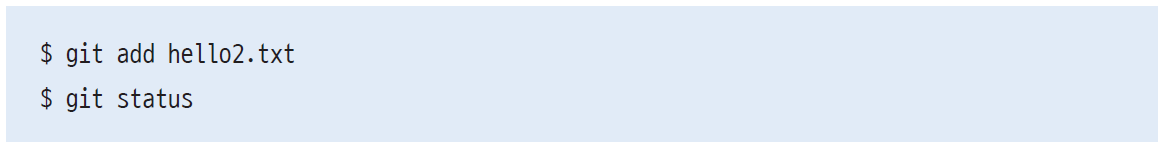 $ git add hello2.txt
$ git status